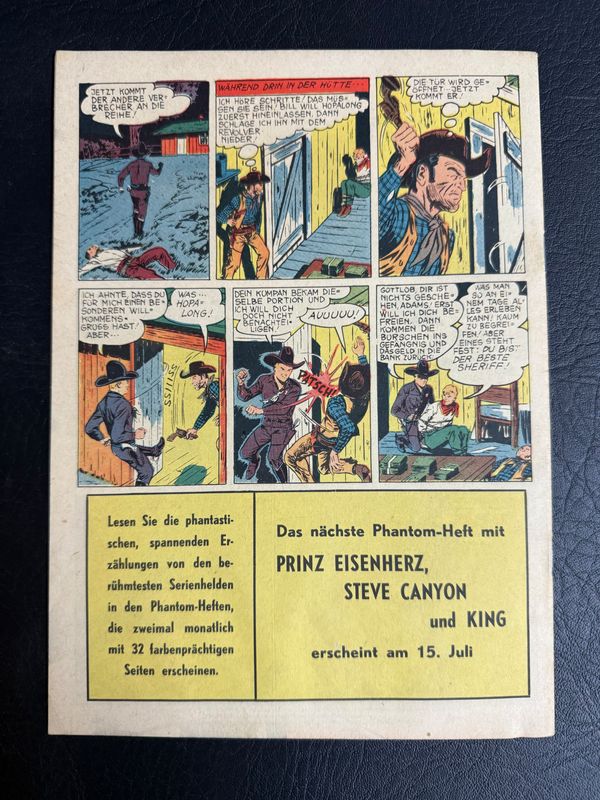 JETZT KOMMT
DER ANDERE VER=
BRECHER AN DIE
REIHE!
WÄHREND DRIN IN DER HÜTTE...
ICH HÖRE SCHRITTE! DAS MÜS=
SEN SIE SEIN! BILL WILL HOPALONG
ZUERST HINEINLASSEN. DANN
SCHLAGE ICH IHN MIT DEM
REVOLVER
NIEDER!
DIE TÜR WIRD GE=
ÖFFNET--JETZT
KOMMT ER!
ICH AHNTE, DASS DU
FÜR MICH EINEN BE=
SONDEREN WILL=
KOMMENS=
GRUSS HAST!
ABER...
WAS...
HOPA=
LONG!
SSIISS
DEIN KUMPAN BEKAM DIE=
SELBE PORTION UND
ICH WILL DICH
DOCH NICHT
BENACHTEI=
LIGEN!
AUUUUU!
PATSCH!
GOTTLOB, DIR IST
NICHTS GESCHE=
HEN, ADAMS! ERST
WILL ICH DICH BE=
FREIEN. DANN
KOMMEN DIE
BURSCHEN INS
GEFÄNGNIS UND
DAS GELD IN DIE
BANK ZURÜCK!
WAS MAN
SO AN EI=
NEM TAGE AL=
LES ERLEBEN
KANN! KAUM
ZU BEGREI=
FEN! ABER
EINES STEHT
FEST: DU BIST
DER BESTE
SHERIFF!
Lesen Sie die phantasti-
schen, spannenden Er-
zählungen von den be-
rühmtesten Serienhelden
in den Phantom-Heften,
die zweimal monatlich
mit 32 farbenprächtigen
Seiten erscheinen.
Das nächste Phantom-Heft mit
PRINZ EISENHERZ,
STEVE CANYON
und KING
erscheint am 15. Juli